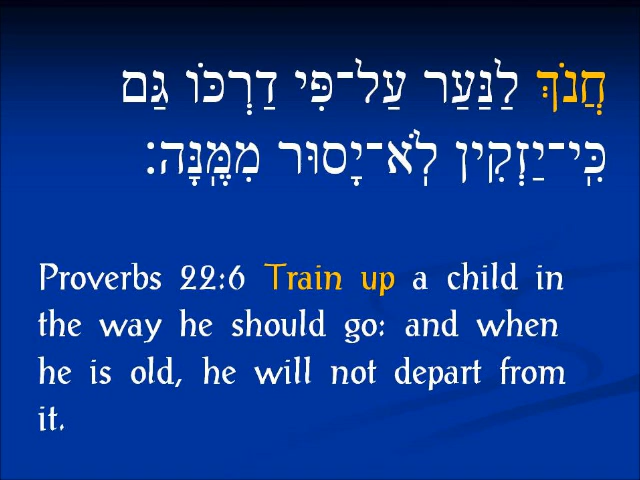 חֲנֹךְ לַנַּעַר עַל־פִּי דַרְכּוֹ גַּם
כִּי־יַזְקִין לֹא־יָסוּר מִמֶּנָּה׃
Proverbs 22:6 Train up a child in
the way he should go: and when
he is old, he will not depart from
it.